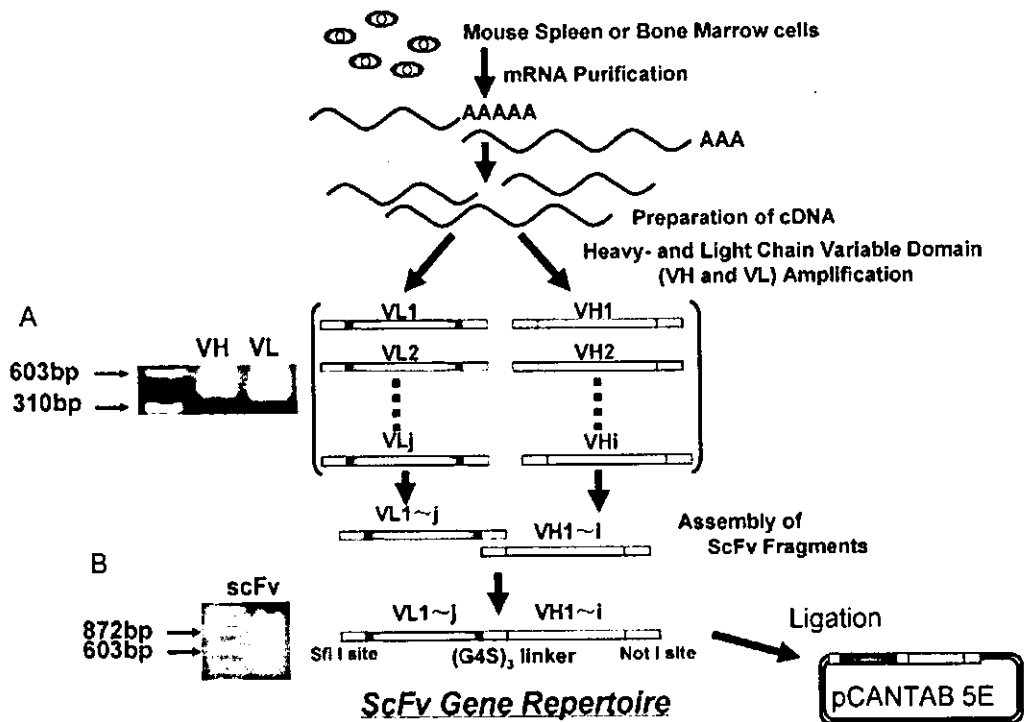 Mouse Spleen or Bone Marrow cells
mRNA Purification
AAAAA
AAA
Preparation of cDNA
Heavy- and Light Chain Variable Domain
(VH and VL) Amplification
A
VH VL
603bp
310bp
VL1
VH1
VL2
VH2
VLj
VHi
VL1~j
VH1~i
Assembly of
ScFv Fragments
B
scFv
872bp
603bp
VL1~j
VH1~i
Sfi I site
(G4S)₃ linker
Not I site
Ligation
pCANTAB 5E
ScFv Gene Repertoire